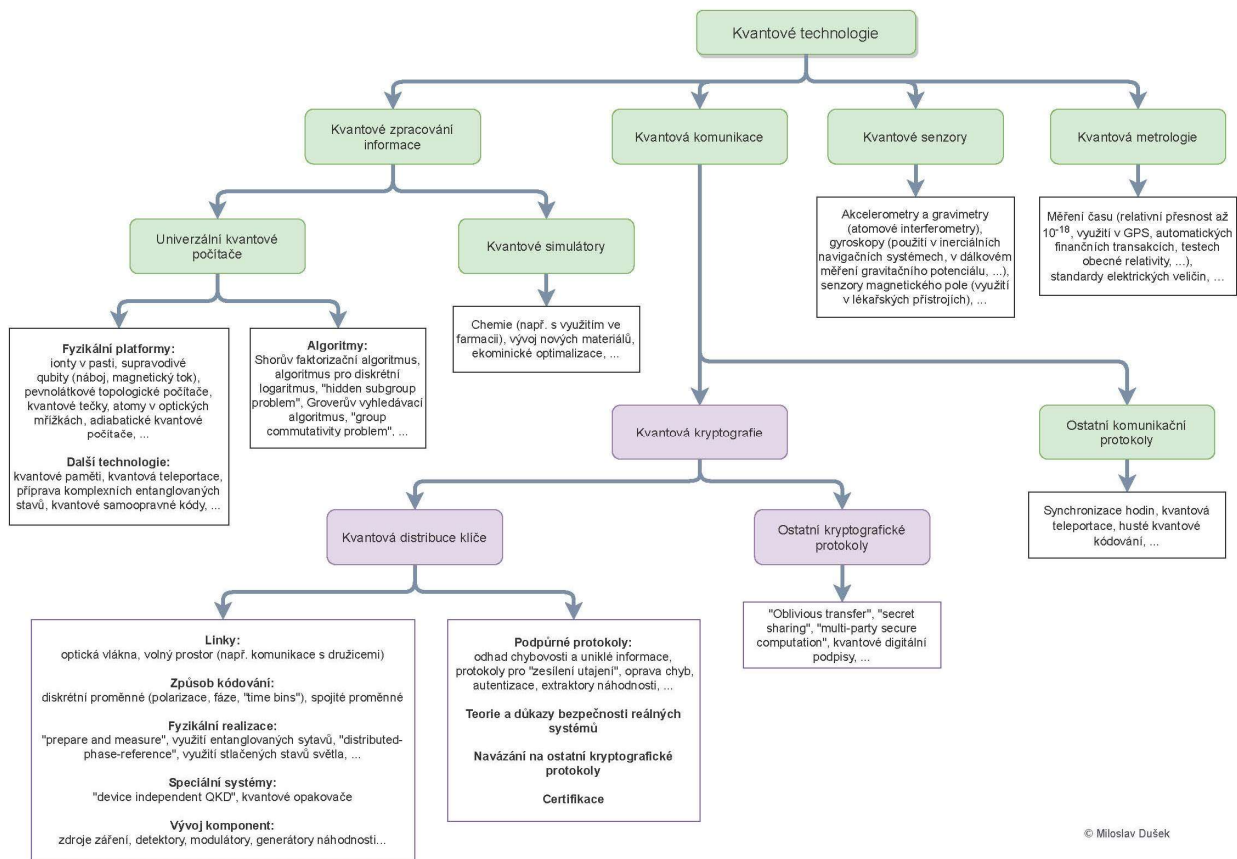 Kvantové technologie
Kvantové zpracování
informace
Kvantová komunikace
Kvantové senzory
Kvantová metrologie
Univerzální kvantové
počítače
Kvantové simulátory
Akcelerometry a gravimetry
(atomové interferometry),
gyroskopy (použiti v inerciálních
navigačních systémech,
v dálkovém
měření gravitačního potenciálu, ...),
senzory magnetického pole (využití
v lékařských přístrojích), ...
Měření času (relativní přesnost až
10⁻¹⁸, využití v GPS, automatických
finančních transakcích, testech
obecné relativity, ...),
standardy elektrických veličin, ...
Fyzikální platformy:
ionty v pasti, supravodivé
qubity (náboj, magnetický tok),
pevnolátkové topologické počítače,
kvantové tečky, atomy v optických
mřížkách, adiabatické kvantové
počítače, ...
Další technologie:
kvantové paměti, kvantová teleportace,
příprava komplexních entanglovaných
stavů, kvantové samoopravné kódy, ...
Algoritmy:
Shorův faktorizační algoritmus,
algoritmus pro diskrétní
logaritmus, "hidden subgroup
problem", Groverův vyhledávací
algoritmus, "group
commutativity problem", ...
Chemie (např. s využitím ve
farmacii), vývoj nových materiálů,
ekominické optimalizace, ...
Kvantová kryptografie
Ostatní komunikační
protokoly
Kvantová distribuce klíče
Ostatní kryptografické
protokoly
Synchronizace hodin, kvantová
teleportace, husté kvantové
kódování, ...
Linky:
optická vlákna, volný prostor (např. komunikace s družicemi)
Způsob kódování:
diskrétní proměnné (polarizace, fáze, "time bins"), spojité proměnné
Fyzikální realizace:
"prepare and measure", využití entanglovaných sytavů, "distributed-
phase-reference", využití stlačených stavů světla, ...
Speciální systémy:
"device independent QKD", kvantové opakovače
Vývoj komponent:
zdroje záření, detektory, modulátory, generátory náhodnosti...
Podpůrné protokoly:
odhad chybovosti a uniklé informace,
protokoly pro "zesílení utajení", oprava chyb,
autentizace, extraktory náhodnosti, ...
Teorie a důkazy bezpečnosti reálných
systémů
Navázání na ostatní kryptografické
protokoly
Certifikace
"Oblivious transfer", "secret
sharing", "multi-party secure
computation", kvantové digitální
podpisy, ...
© Miloslav Dušek